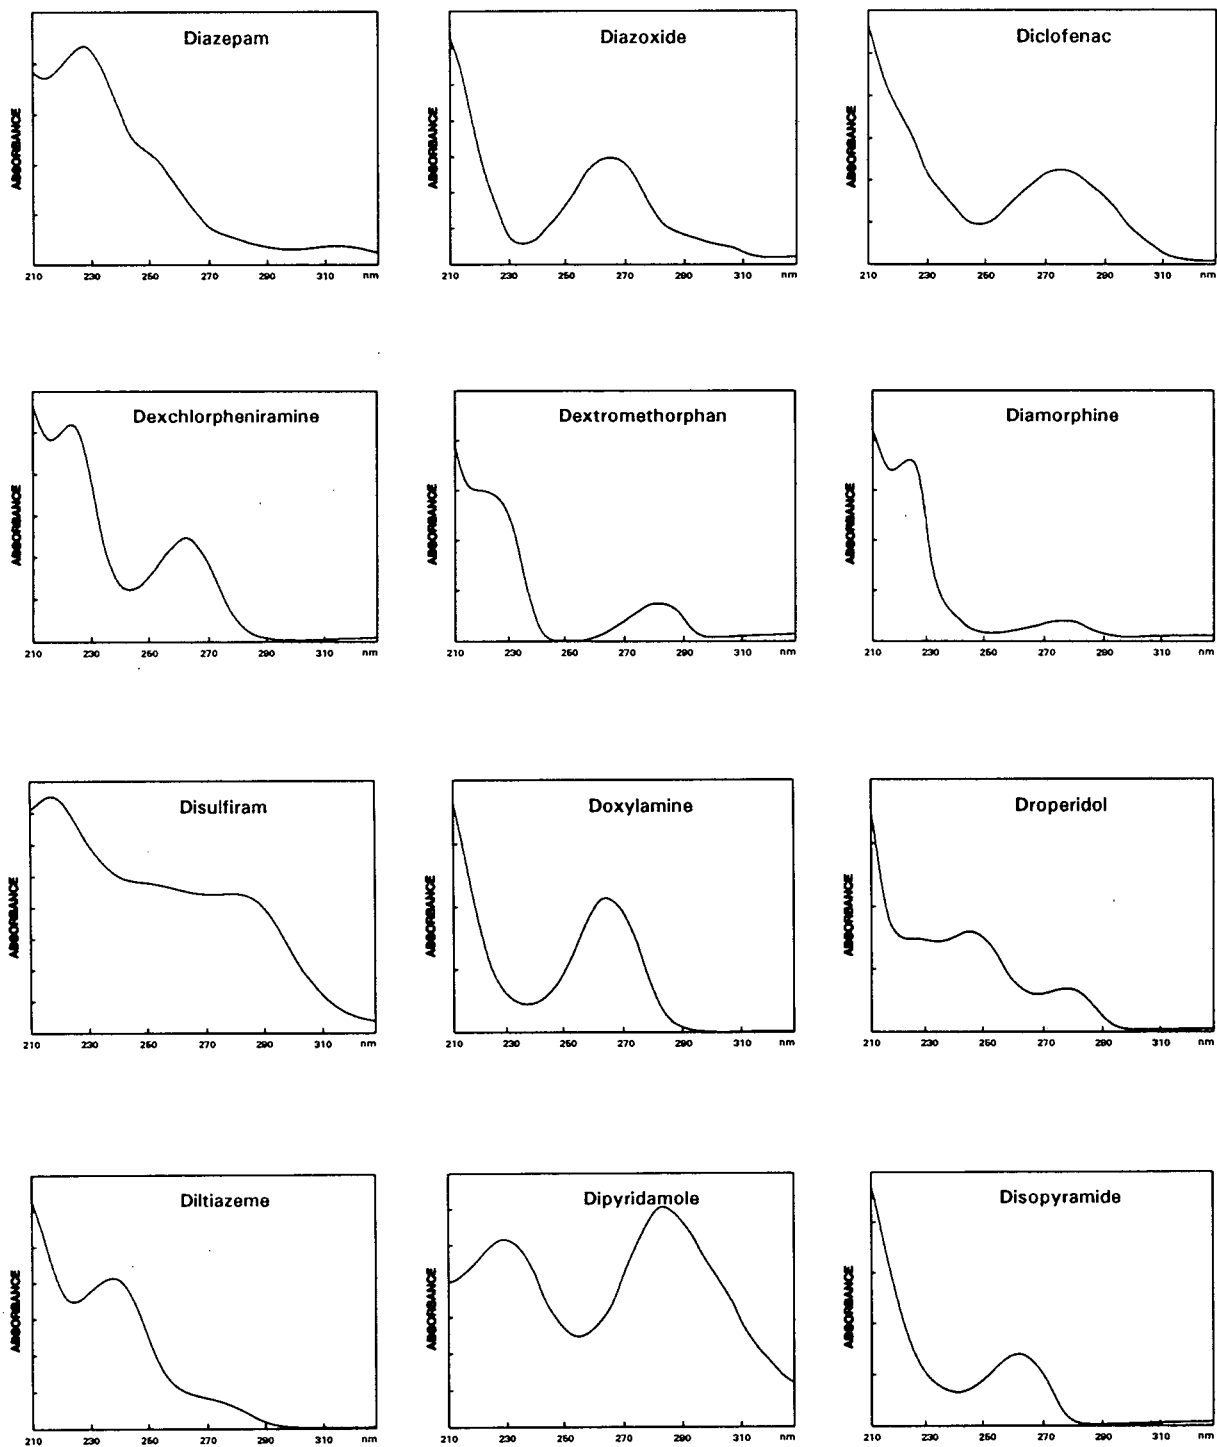 Diazepam
ABSORBANCE
210 230 250 270 290 310 nm
Diazoxide
ABSORBANCE
210 230 250 270 290 310 nm
Diclofenac
ABSORBANCE
210 230 250 270 290 310 nm
Dexchlorpheniramine
ABSORBANCE
210 230 250 270 290 310 nm
Dextromethorphan
ABSORBANCE
210 230 250 270 290 310 nm
Diamorphine
ABSORBANCE
210 230 250 270 290 310 nm
Disulfiram
ABSORBANCE
210 230 250 270 290 310 nm
Doxylamine
ABSORBANCE
210 230 250 270 290 310 nm
Droperidol
ABSORBANCE
210 230 250 270 290 310 nm
Diltiazeme
ABSORBANCE
210 230 250 270 290 310 nm
Dipyridamole
ABSORBANCE
210 230 250 270 290 310 nm
Disopyramide
ABSORBANCE
210 230 250 270 290 310 nm